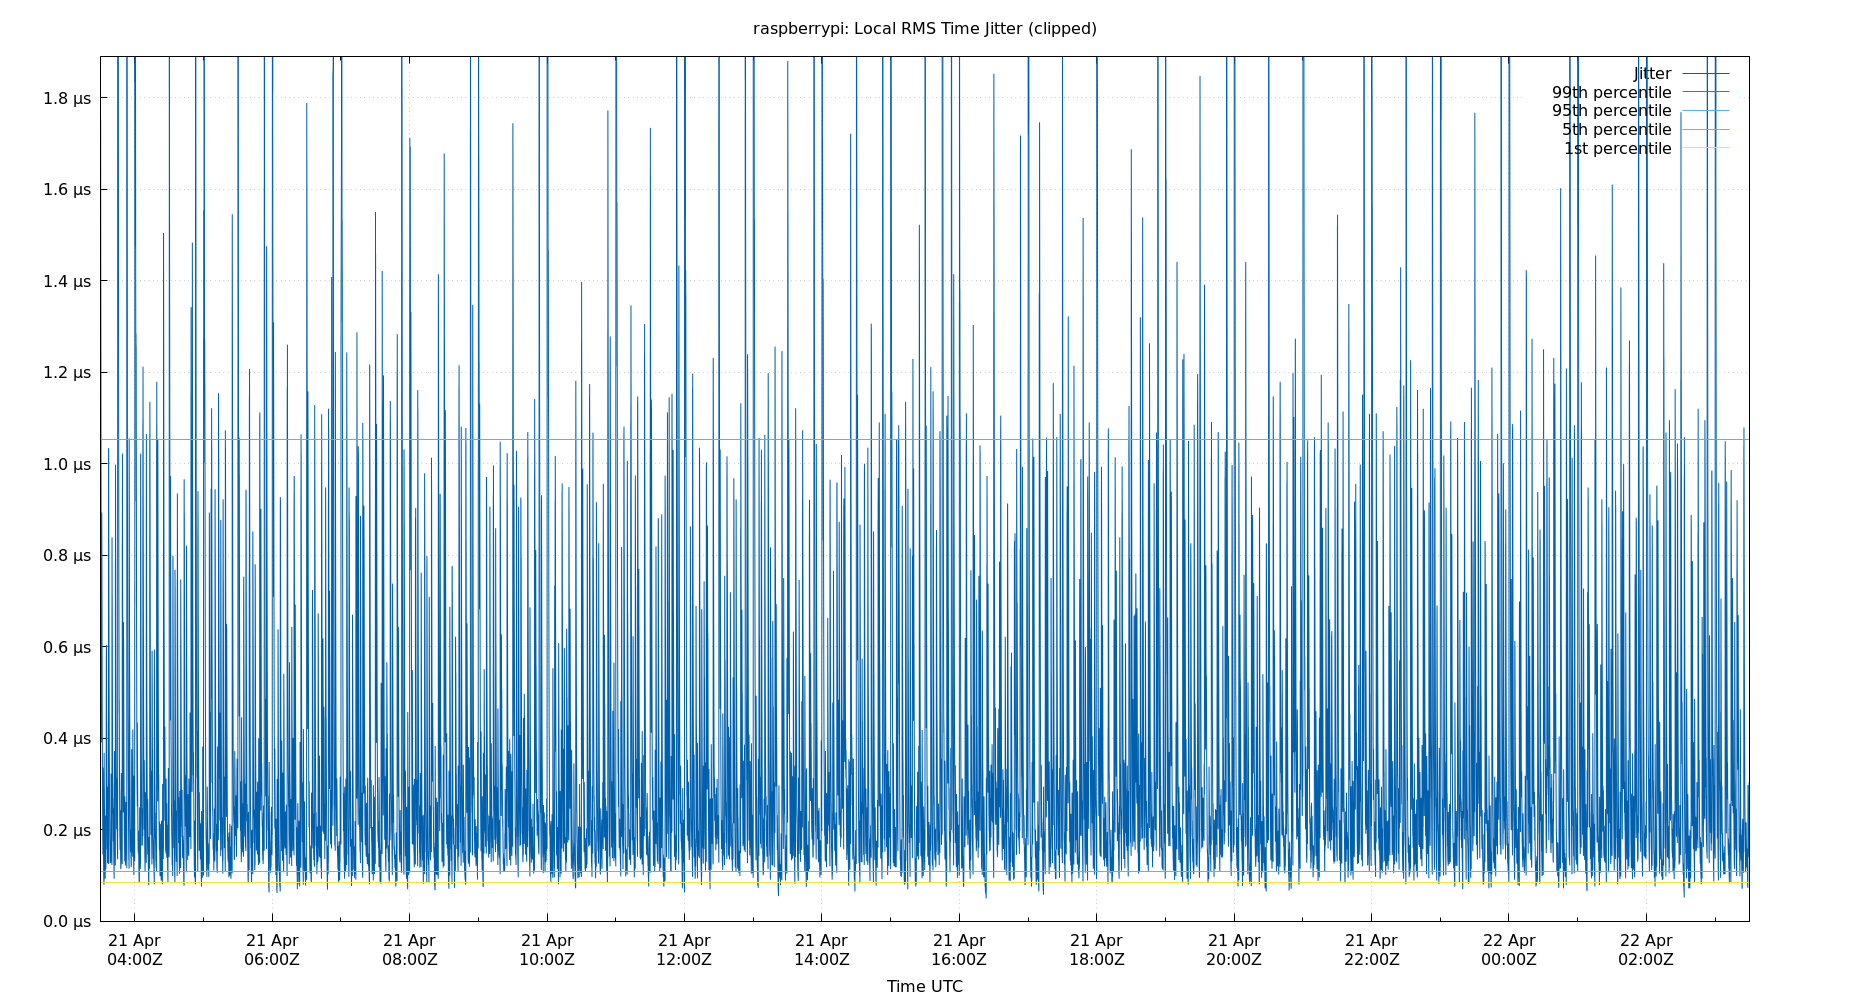 raspberrypi: Local RMS Time Jitter (clipped)
Jitter
99th percentile
95th percentile
5th percentile
1st percentile
1.8 µs
1.6 µs
1.4 µs
1.2 µs
1.0 µs
0.8 µs
0.6 µs
0.4 µs
0.2 µs
0.0 µs
21 Apr 21 Apr 21 Apr 21 Apr 21 Apr 21 Apr 21 Apr 21 Apr 21 Apr 21 Apr 22 Apr 22 Apr
04:00Z 06:00Z 08:00Z 10:00Z 12:00Z 14:00Z 16:00Z 18:00Z 20:00Z 22:00Z 00:00Z 02:00Z
Time UTC